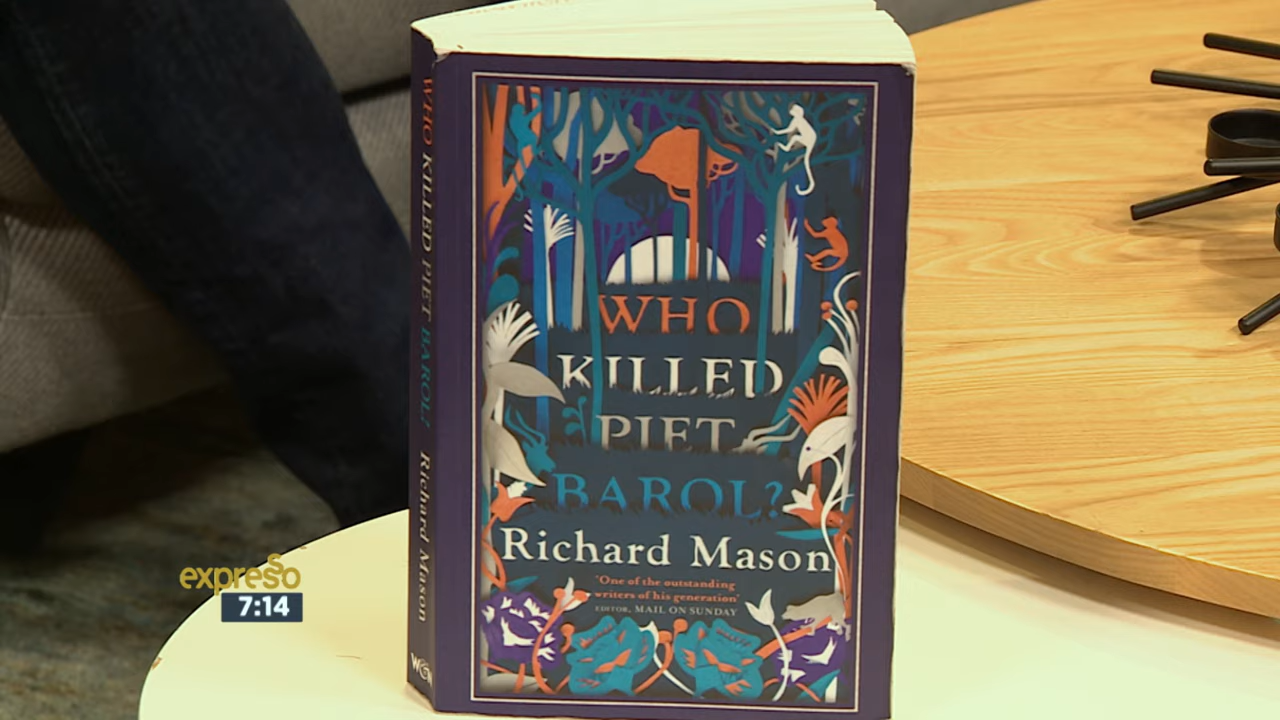 WHO
KILLED
PIET
BAROL?
Richard Mason
'One of the outstanding
writers of his generation'
EDITOR, MAIL ON SUNDAY
WHO KILLED PIET BAROL? Richard Mason
W&N
expresso
7:14